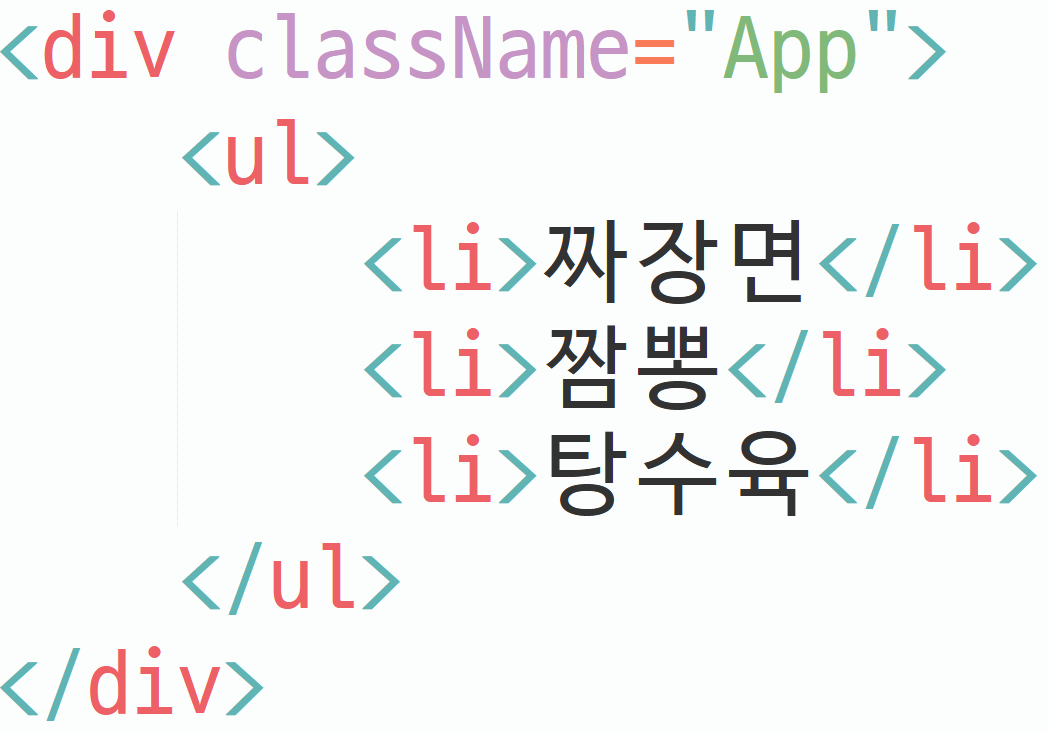 <div className="App">
    <ul>
        <li>짜장면</li>
        <li>짬뽕</li>
        <li>탕수육</li>
    </ul>
</div>